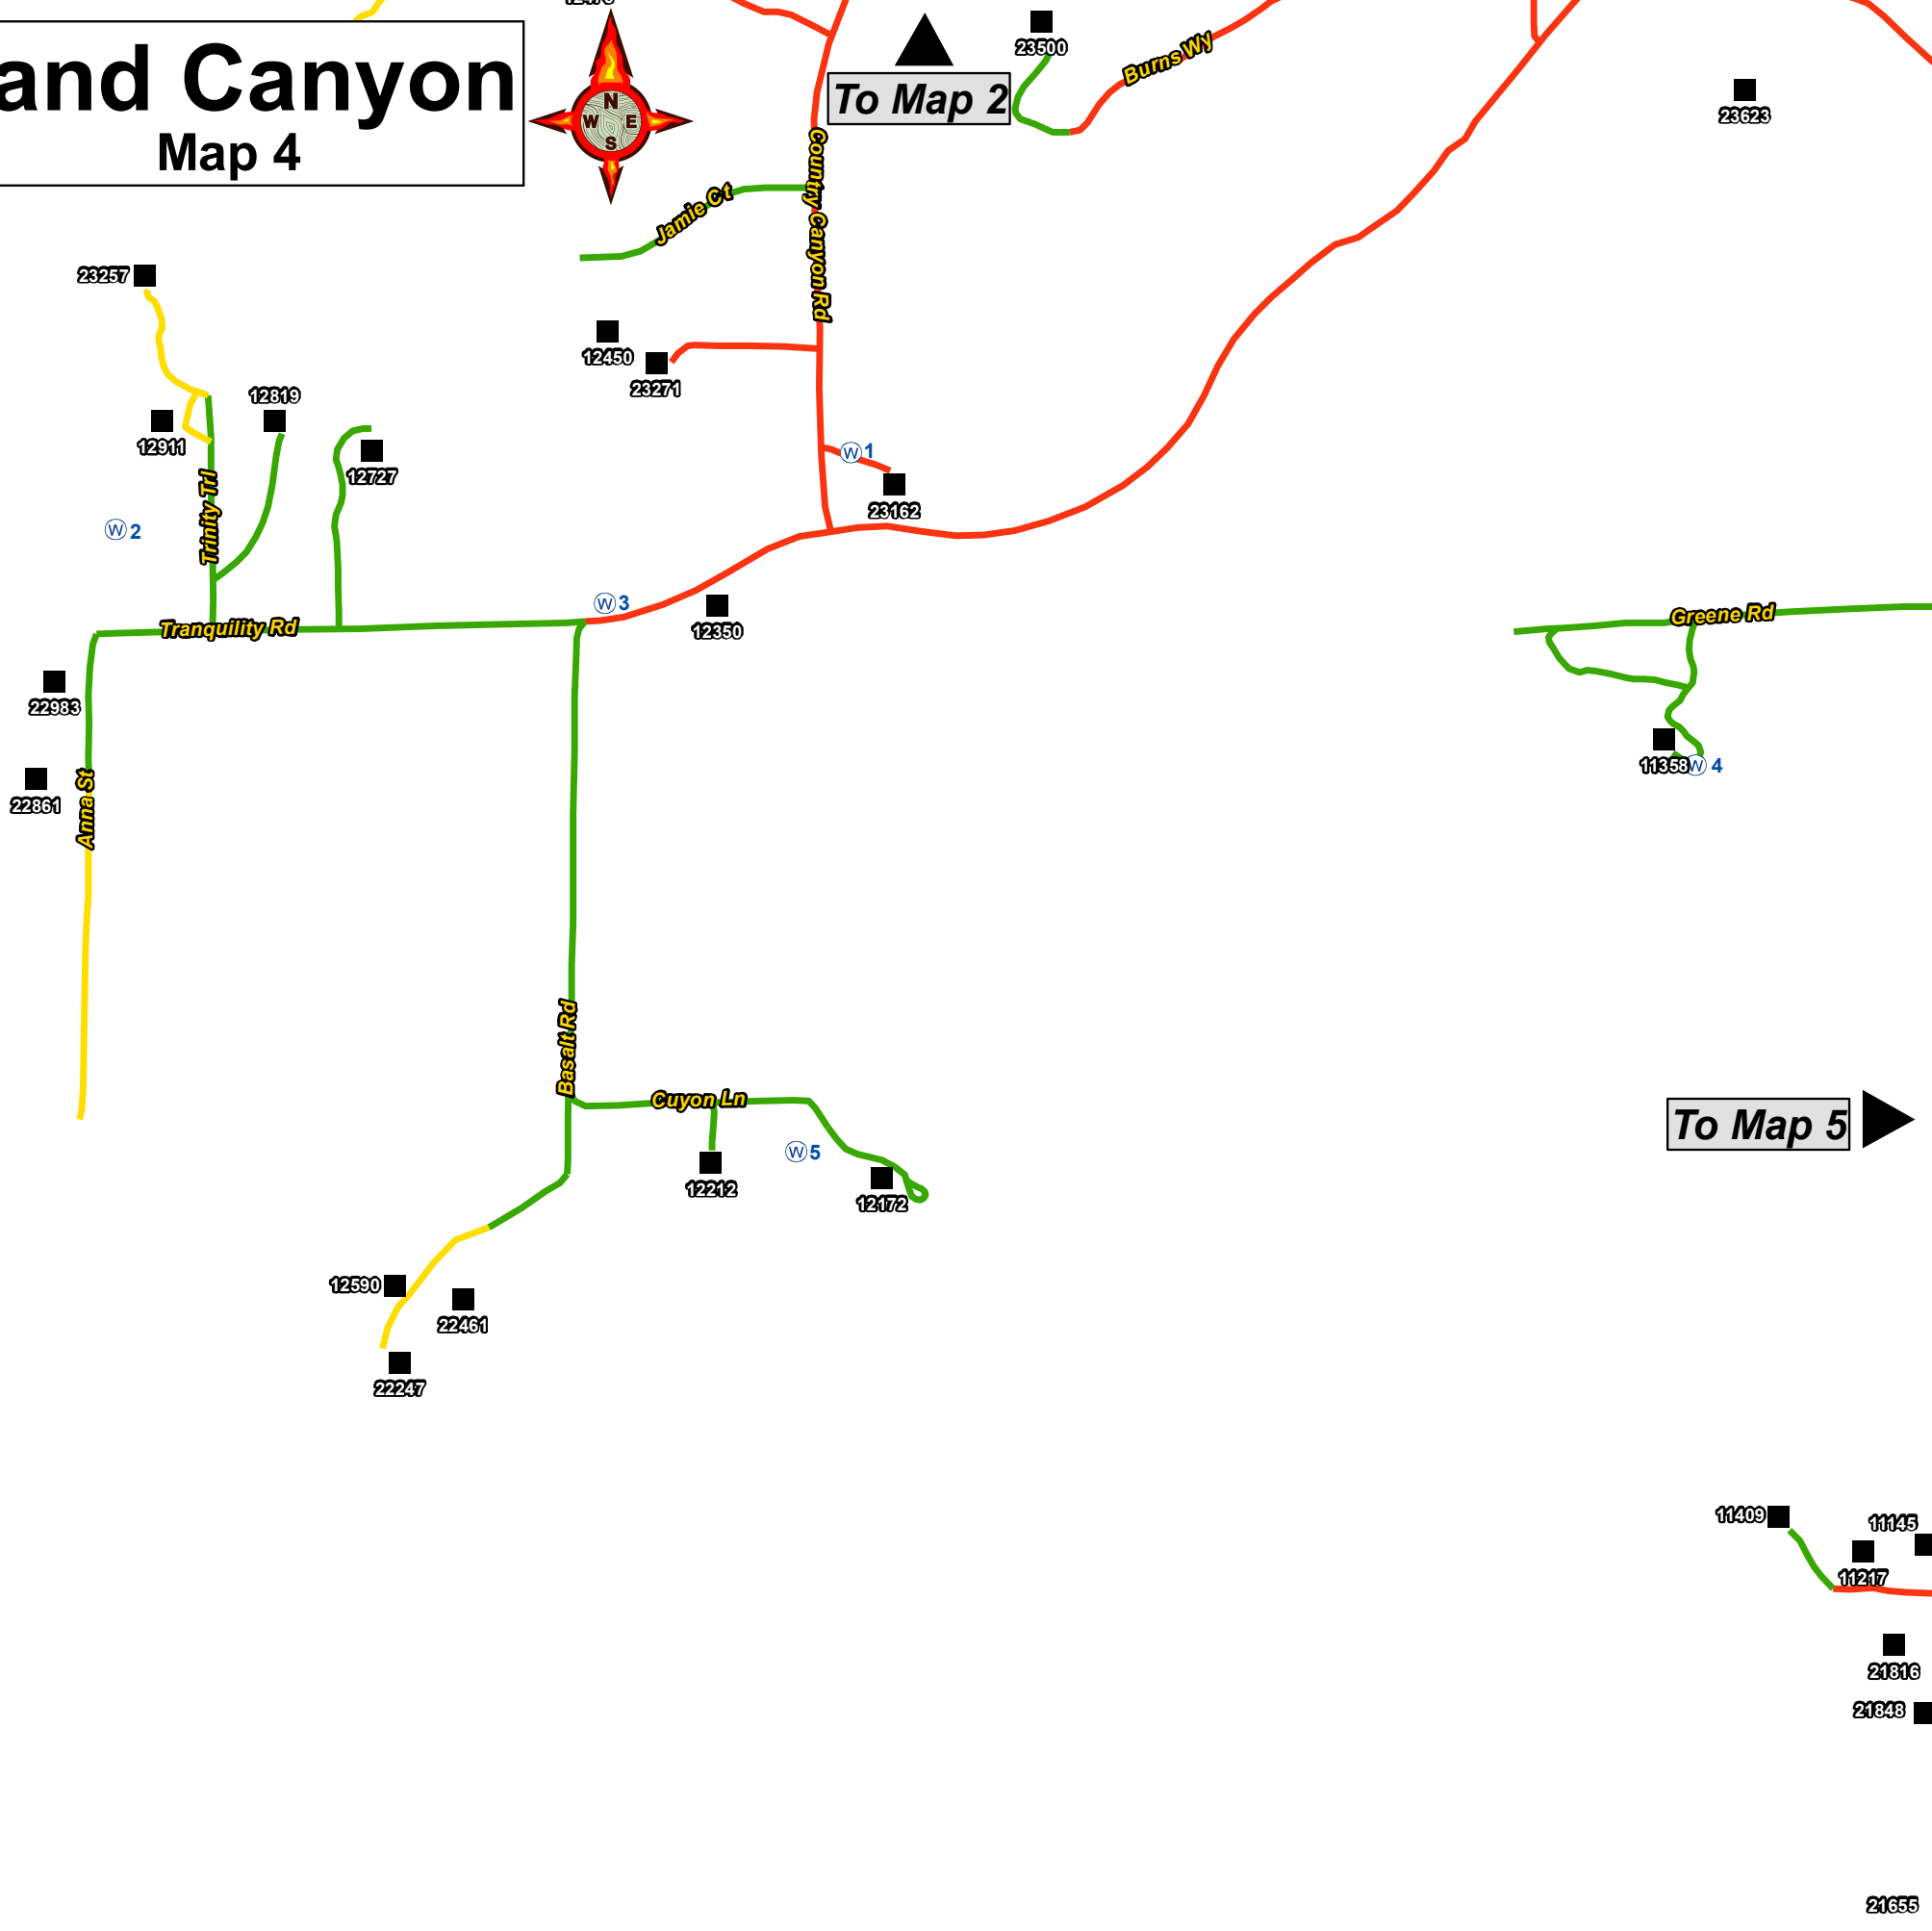 and Canyon
Map 4
N
W E
S
To Map 2
23500
Burns Wy
23623
Country Canyon Rd
Jamie Ct
23257
12450
23271
12819
12911
12727
W 1
23162
Trinity Trl
W 2
W 3
12350
Tranquility Rd
Greene Rd
22983
11358
W 4
22861
Anna St
Basalt Rd
Cuyon Ln
To Map 5
W 5
12212
12172
12590
22461
22247
11409
11145
11217
21816
21848
21655